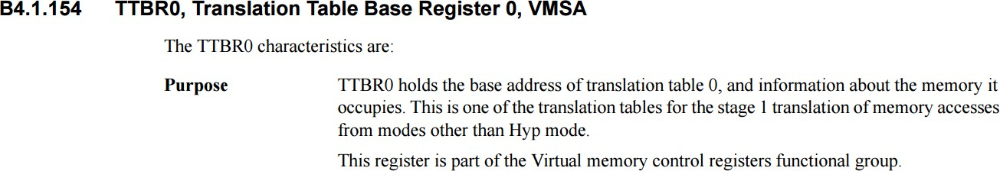 B4.1.154 TTBR0, Translation Table Base Register 0, VMSA
The TTBR0 characteristics are:
Purpose TTBR0 holds the base address of translation table 0, and information about the memory it
occupies. This is one of the translation tables for the stage 1 translation of memory accesses
from modes other than Hyp mode.
This register is part of the Virtual memory control registers functional group.